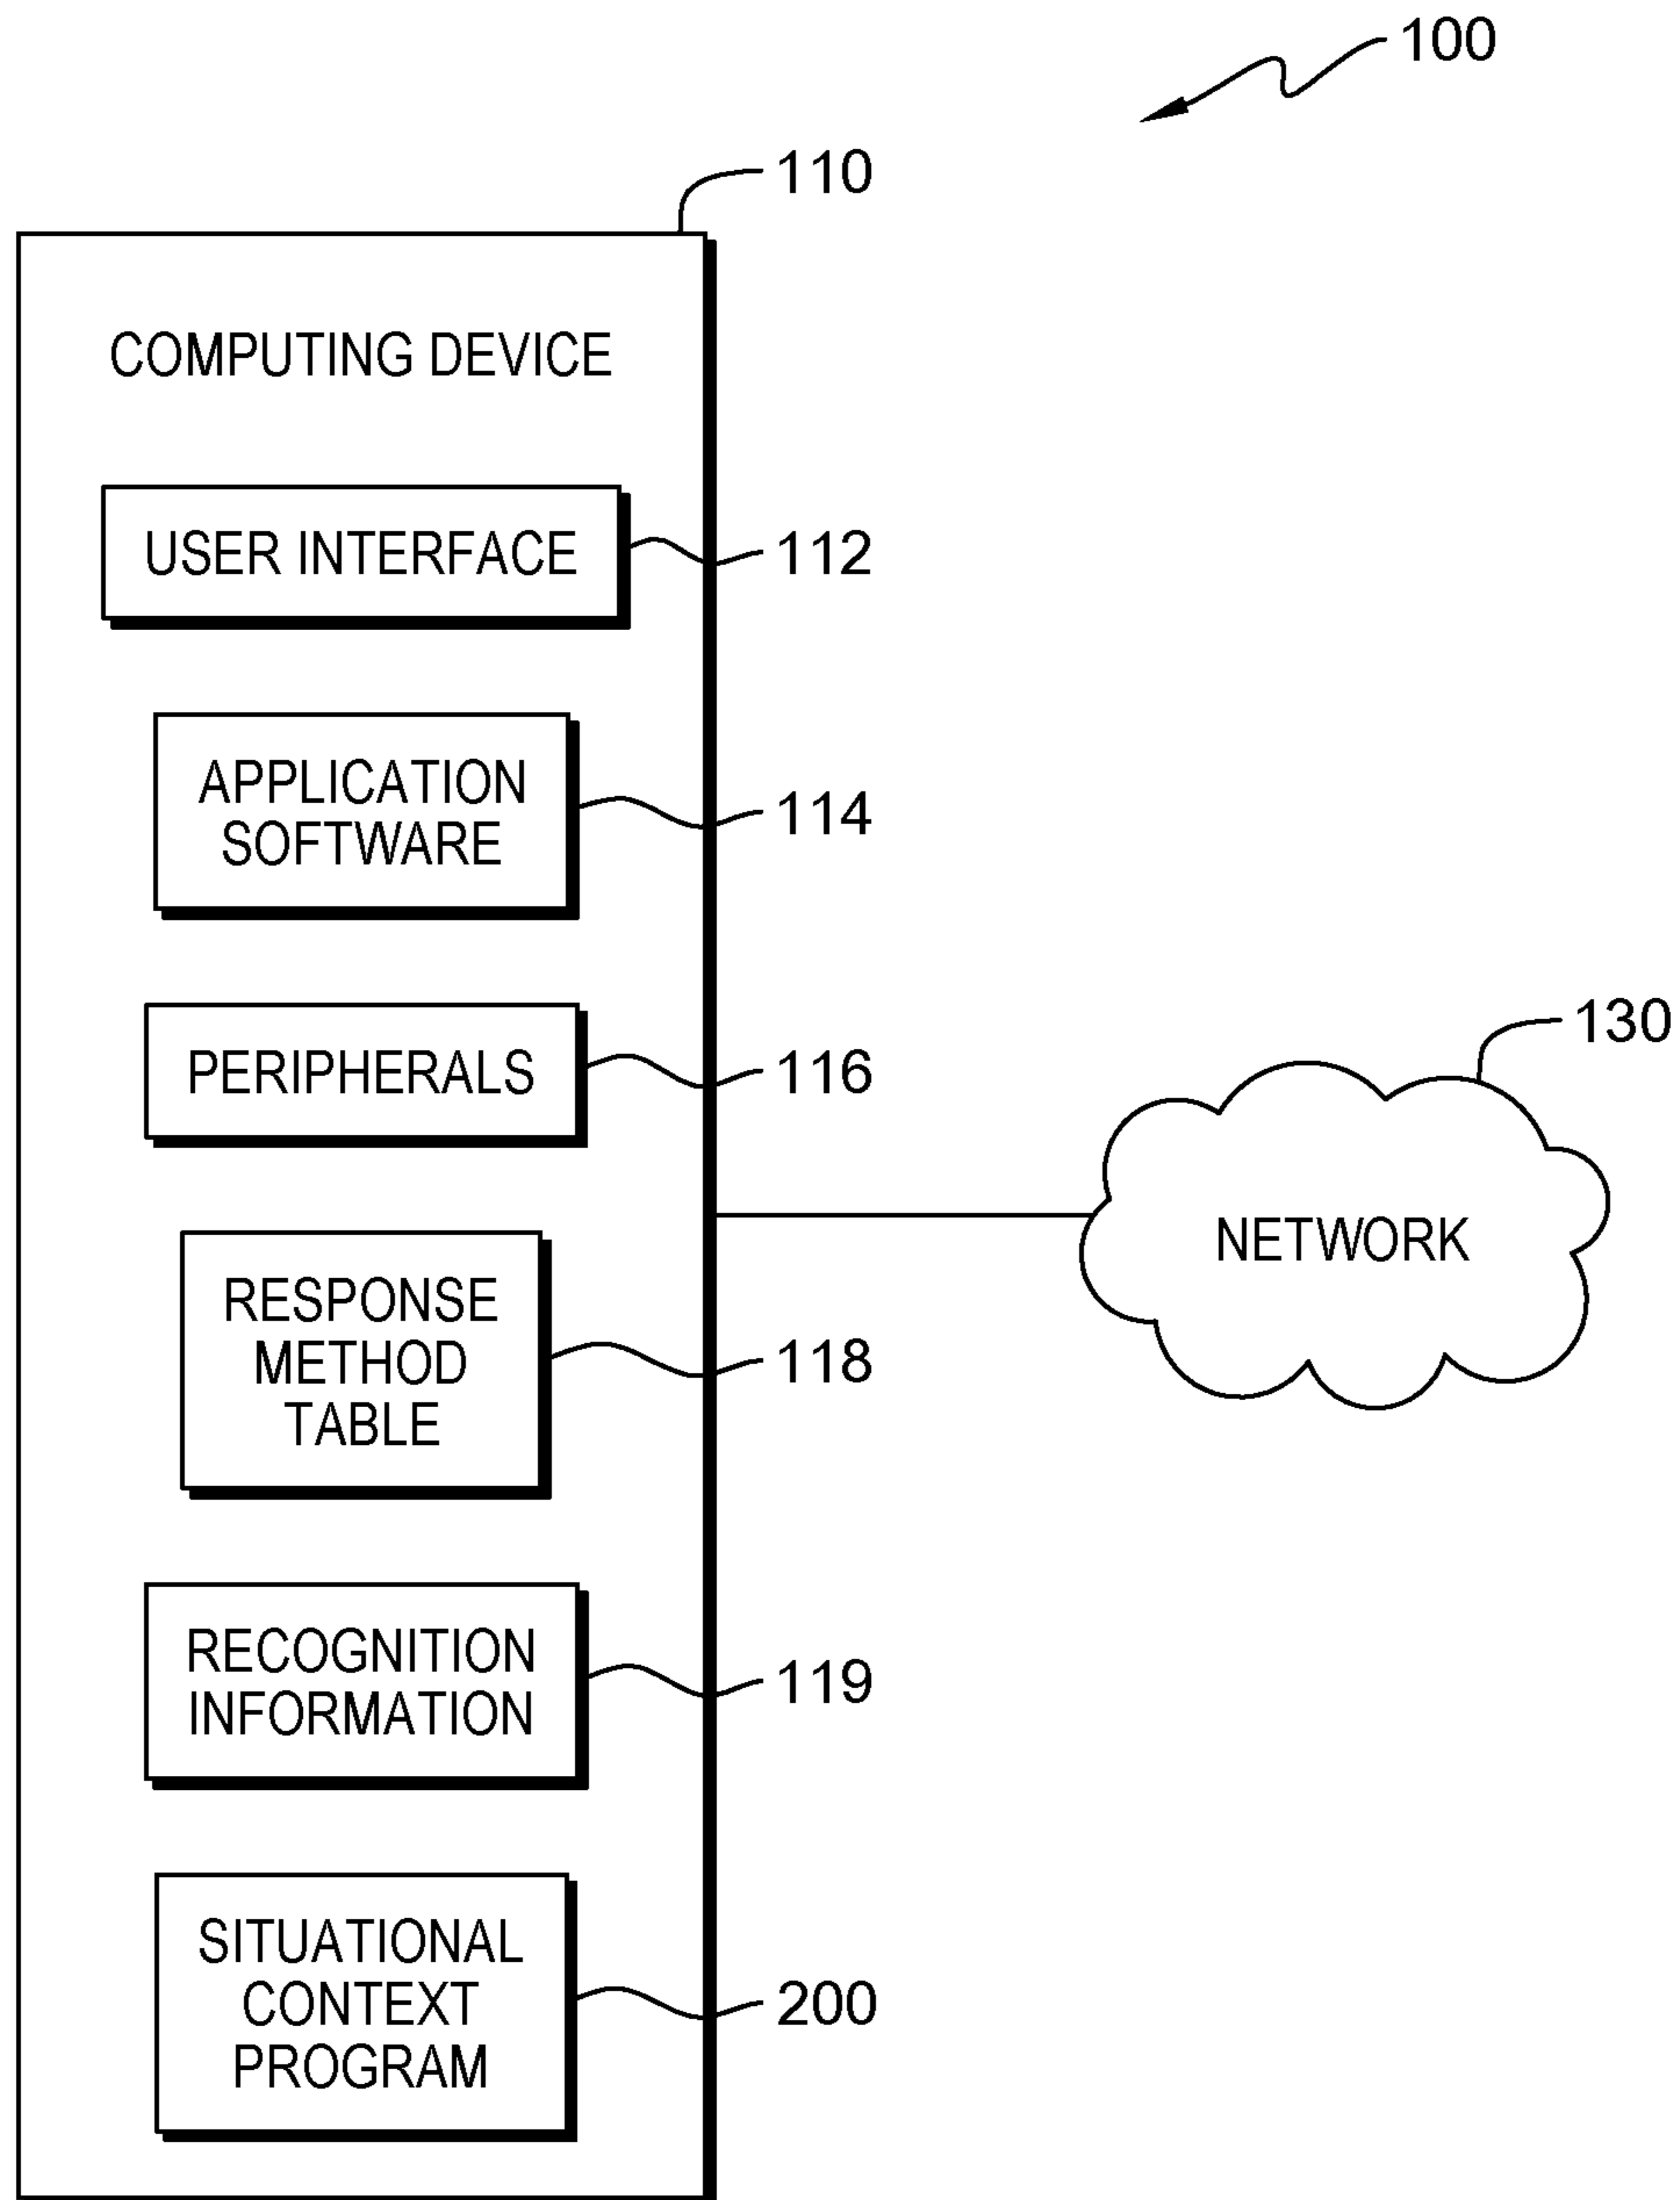 100
110
COMPUTING DEVICE
USER INTERFACE
112
APPLICATION
SOFTWARE
114
PERIPHERALS
116
130
NETWORK
RESPONSE
METHOD
TABLE
118
RECOGNITION
INFORMATION
119
SITUATIONAL
CONTEXT
PROGRAM
200